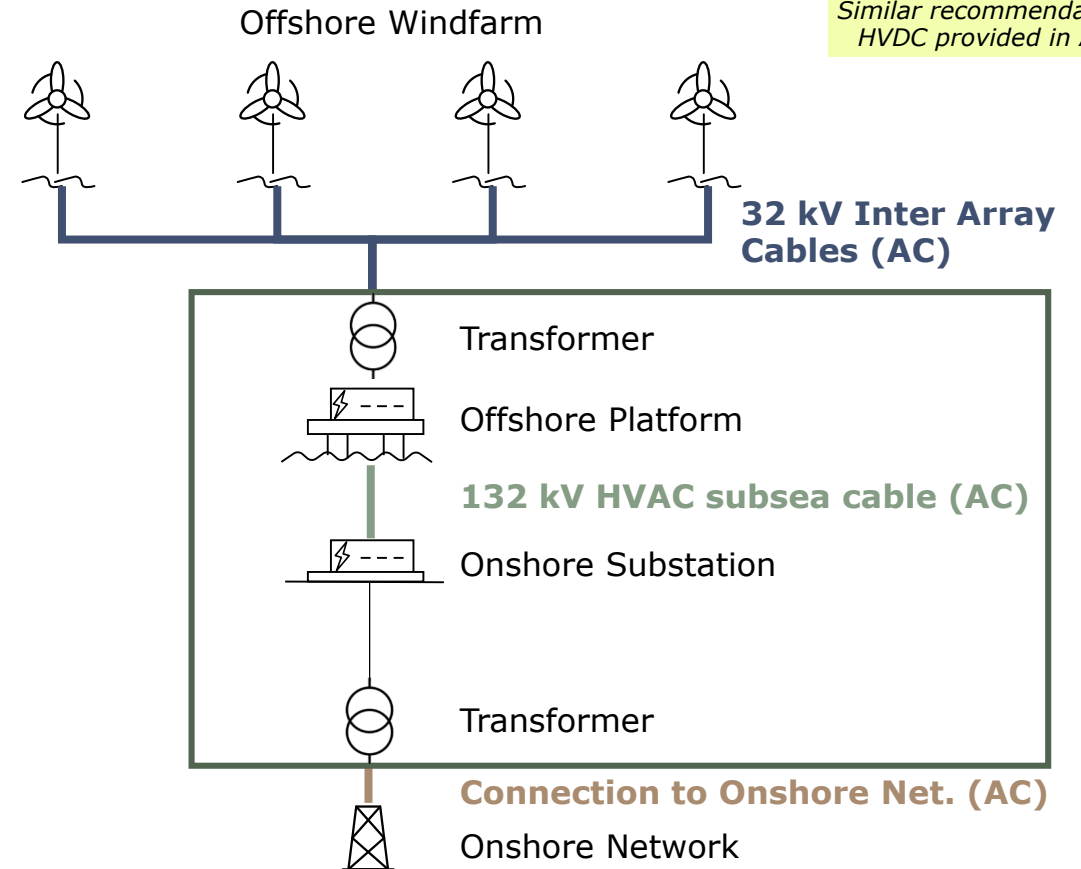 Offshore Windfarm
Similar
HVDC provided in
32 kV Inter Array
Cables (AC)
Transformer
Offshore Platform
132 kV HVAC subsea cable (AC)
Onshore Substation
Transformer
Connection to Onshore Net. (AC)
Onshore Network